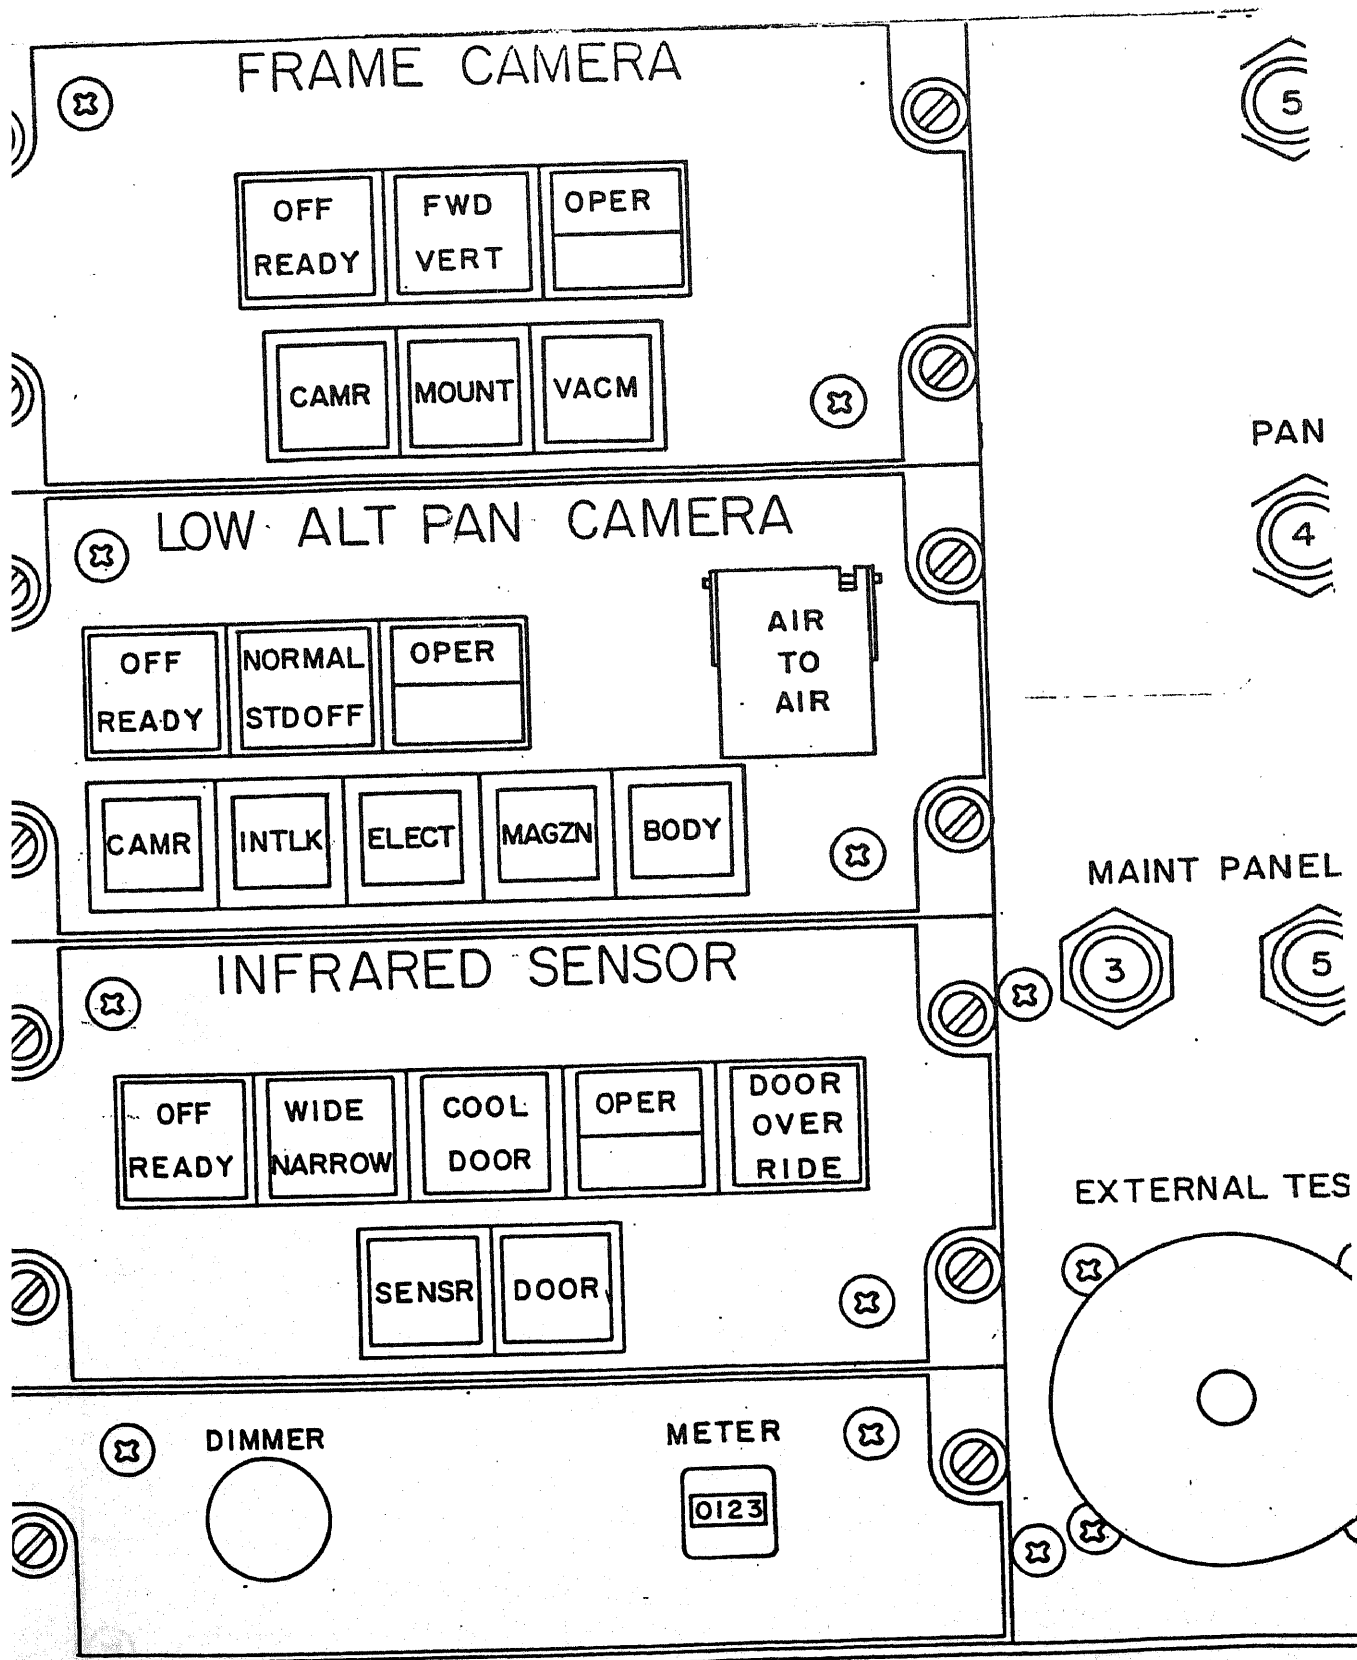 FRAME CAMERA
5
OFF
READY
FWD
VERT
OPER
CAMR
MOUNT
VACM
PAN
4
LOW ALT PAN CAMERA
OFF
READY
NORMAL
STDOFF
OPER
AIR
TO
AIR
CAMR
INTLK
ELECT
MAGZN
BODY
MAINT PANEL
3
5
INFRARED SENSOR
OFF
READY
WIDE
NARROW
COOL
DOOR
OPER
DOOR
OVER
RIDE
SENSR
DOOR
EXTERNAL TES
DIMMER
METER
0123